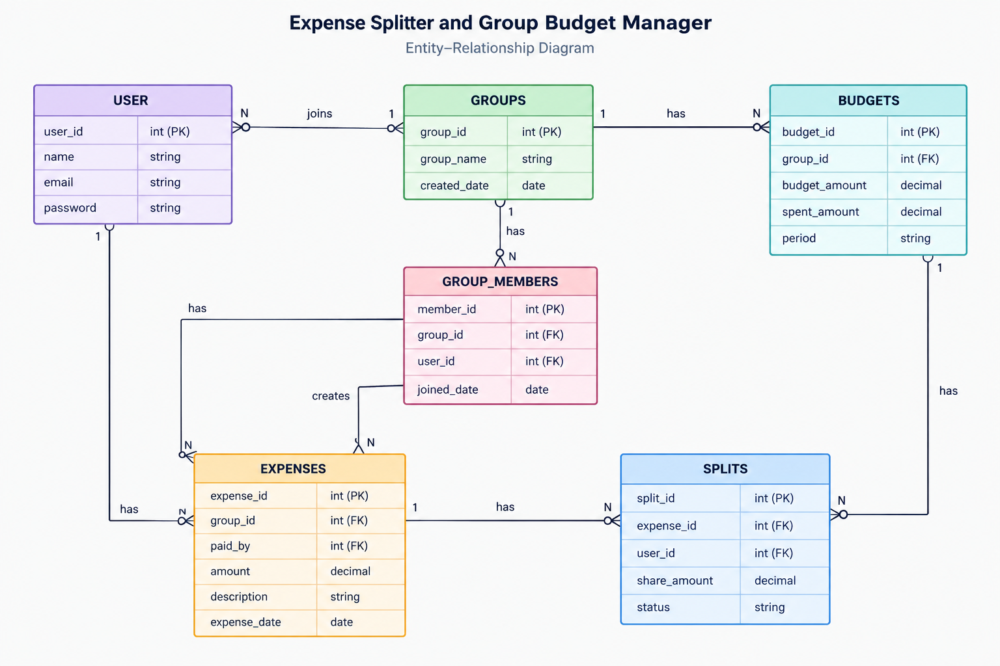 Expense Splitter and Group Budget Manager
Entity–Relationship Diagram
USER
user_id int (PK)
name string
email string
password string
N joins 1
GROUPS
group_id int (PK)
group_name string
created_date date
1 has N
BUDGETS
budget_id int (PK)
group_id int (FK)
budget_amount decimal
spent_amount decimal
period string
1
has
N
GROUP_MEMBERS
member_id int (PK)
group_id int (FK)
user_id int (FK)
joined_date date
has
N
creates
N
1
has
N
EXPENSES
expense_id int (PK)
group_id int (FK)
paid_by int (FK)
amount decimal
description string
expense_date date
1 has N
SPLITS
split_id int (PK)
expense_id int (FK)
user_id int (FK)
share_amount decimal
status string
1
has
N